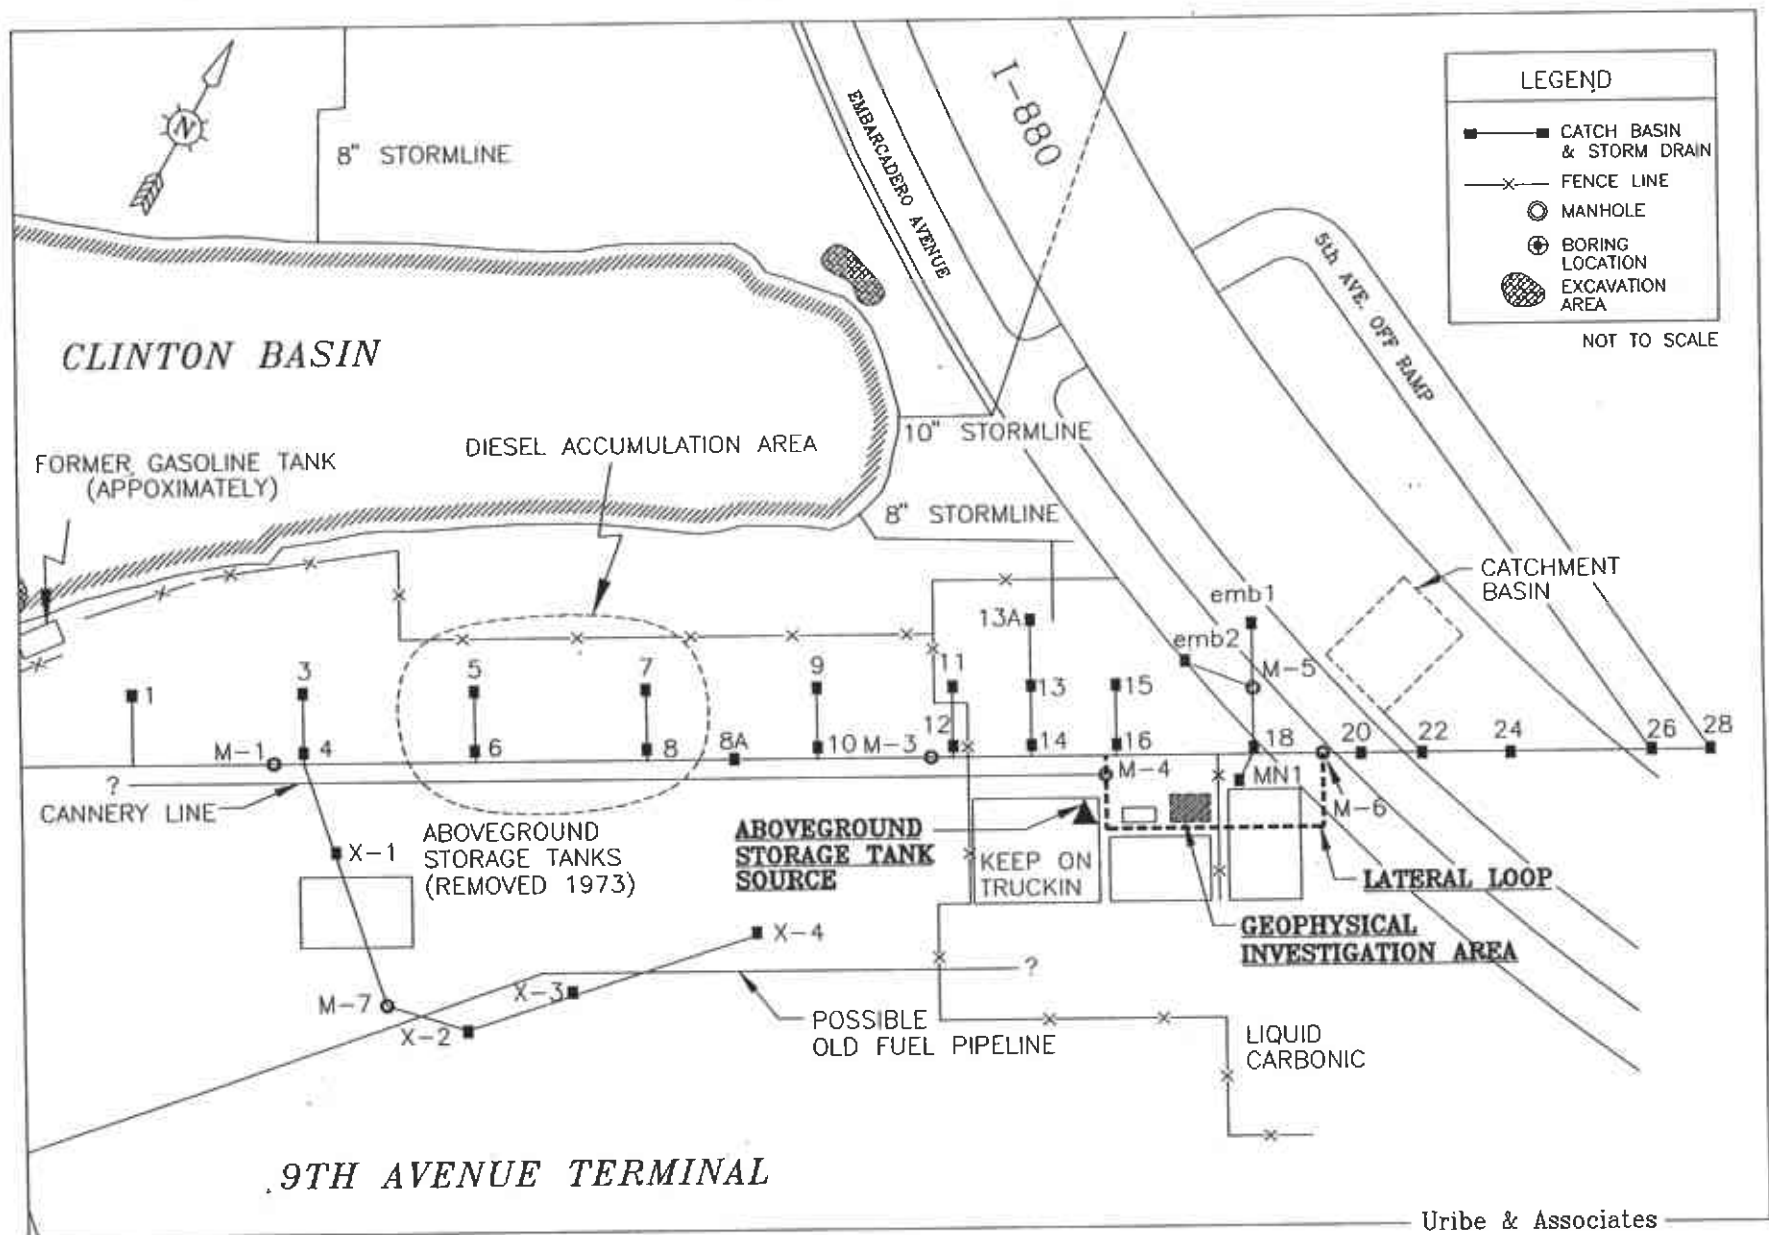 LEGEND
CATCH BASIN
& STORM DRAIN
FENCE LINE
MANHOLE
BORING
LOCATION
EXCAVATION
AREA
NOT TO SCALE
N
8" STORMLINE
EMBARCADERO AVENUE
I-880
5th AVE. OFF RAMP
CLINTON BASIN
10" STORMLINE
DIESEL ACCUMULATION AREA
FORMER GASOLINE TANK
(APPOXIMATELY)
8" STORMLINE
CATCHMENT
BASIN
emb1
13A
emb2
M-5
1
3
5
7
9
11
13
15
M-1
4
6
8
8A
10
M-3
12
14
16
18
20
22
24
26
28
?
M-4
MN1
M-6
CANNERY LINE
X-1
ABOVEGROUND
STORAGE TANKS
(REMOVED 1973)
ABOVEGROUND
STORAGE TANK
SOURCE
KEEP ON
TRUCKIN
LATERAL LOOP
GEOPHYSICAL
INVESTIGATION AREA
X-4
?
M-7
X-3
X-2
POSSIBLE
OLD FUEL PIPELINE
LIQUID
CARBONIC
9TH AVENUE TERMINAL
Uribe & Associates